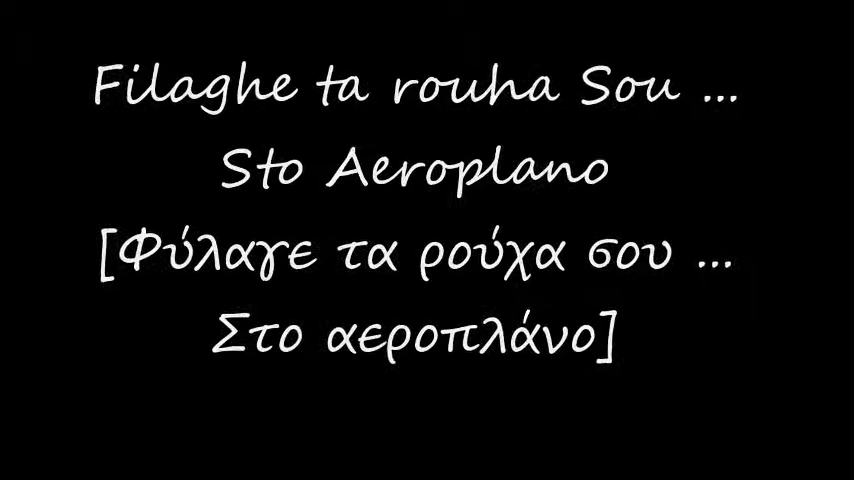 Filaghe ta rouha Sou ...
Sto Aeroplano
[Φύλαγε τα ρούχα σου ...
Στο αεροπλάνο]